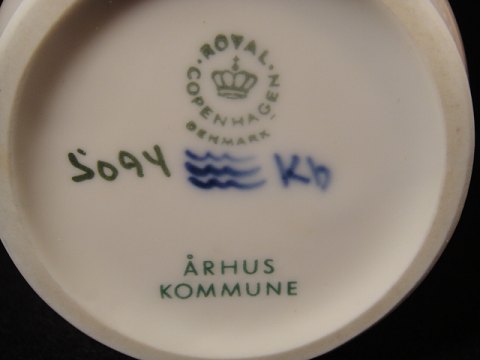 ROYAL
COPENHAGEN
DENMARK
5094 Kb
ÅRHUS
KOMMUNE